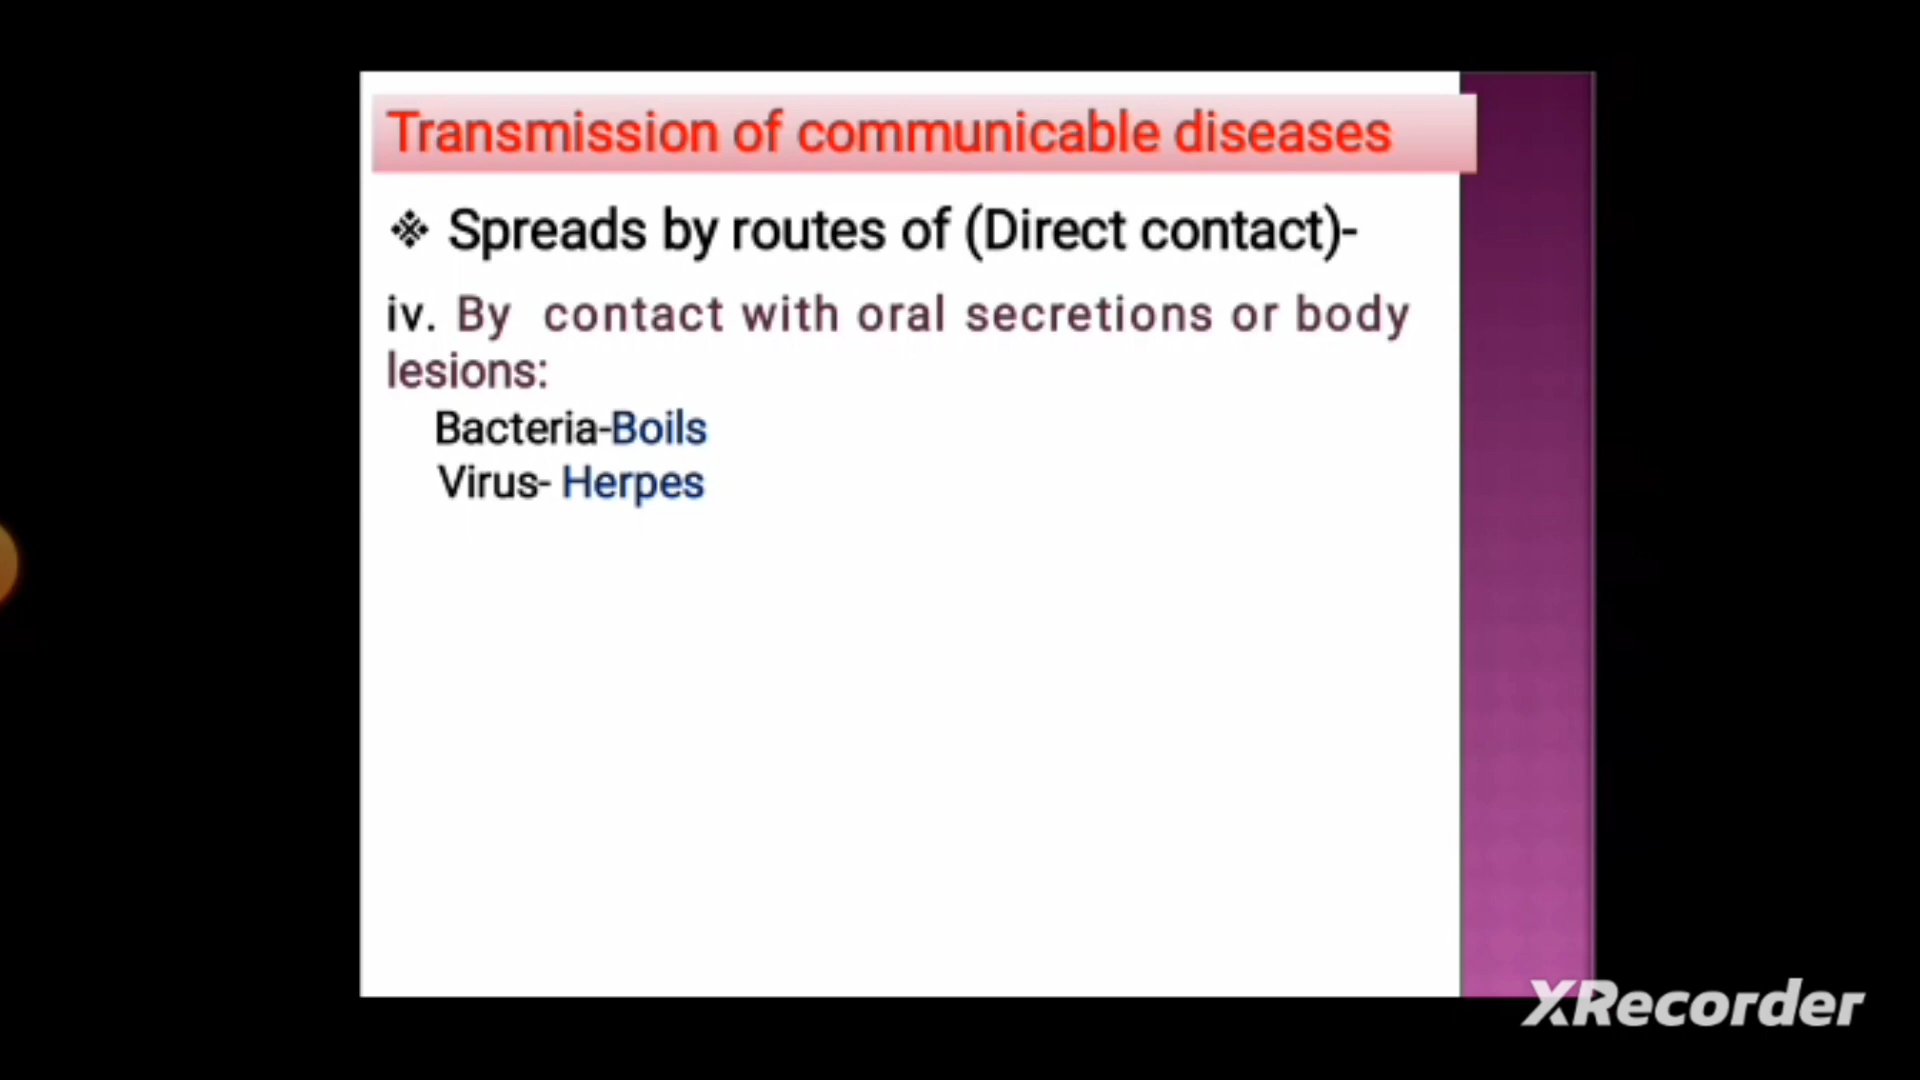 Transmission of communicable diseases
❖ Spreads by routes of (Direct contact)-
iv. By contact with oral secretions or body
lesions:
Bacteria-Boils
Virus- Herpes
XRecorder